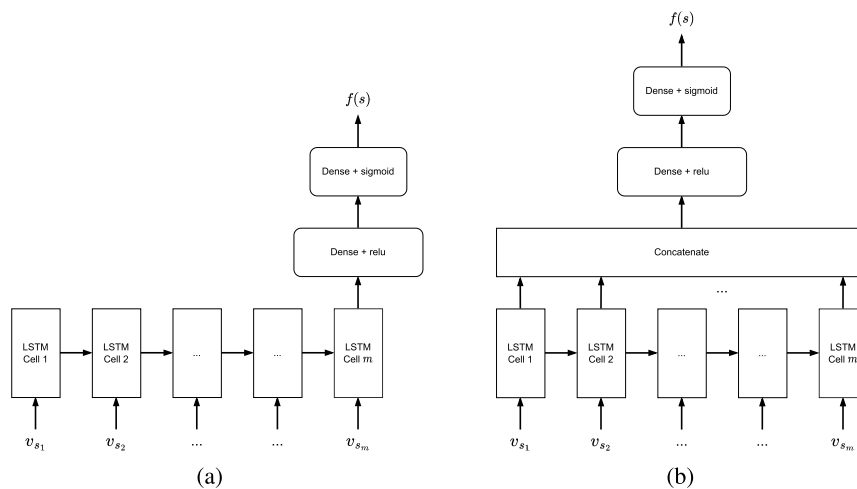 f(s)
Dense + sigmoid
Dense + relu
LSTM
Cell 1
LSTM
Cell 2
...
...
LSTM
Cell m
v_{s_1}
v_{s_2}
...
...
v_{s_m}
(a)
f(s)
Dense + sigmoid
Dense + relu
Concatenate
...
LSTM
Cell 1
LSTM
Cell 2
...
...
LSTM
Cell m
v_{s_1}
v_{s_2}
...
...
v_{s_m}
(b)